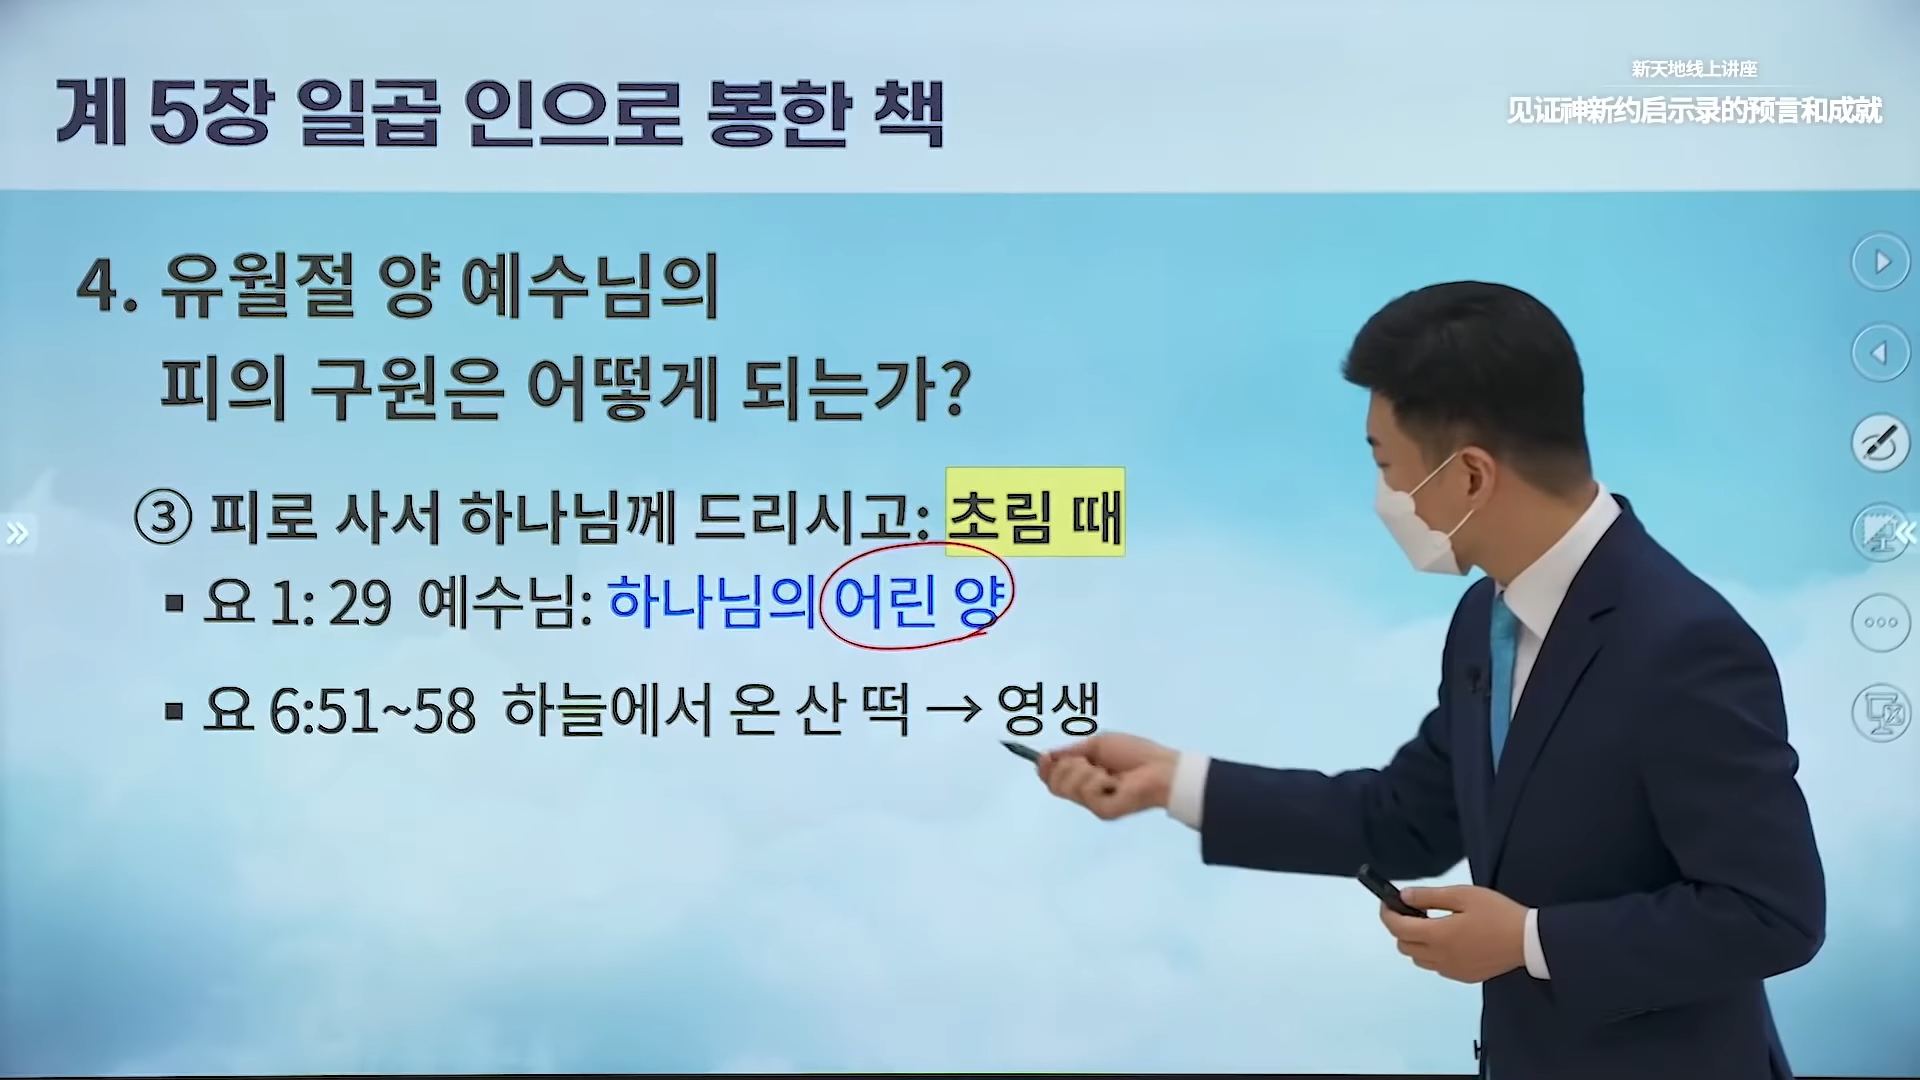 계 5장 일곱 인으로 봉한 책
新天地线上讲座
见证神新约启示录的预言和成就
4. 유월절 양 예수님의
피의 구원은 어떻게 되는가?
③ 피로 사서 하나님께 드리시고: 초림 때
▪ 요 1: 29 예수님: 하나님의 어린 양
▪ 요 6:51~58 하늘에서 온 산 떡 → 영생